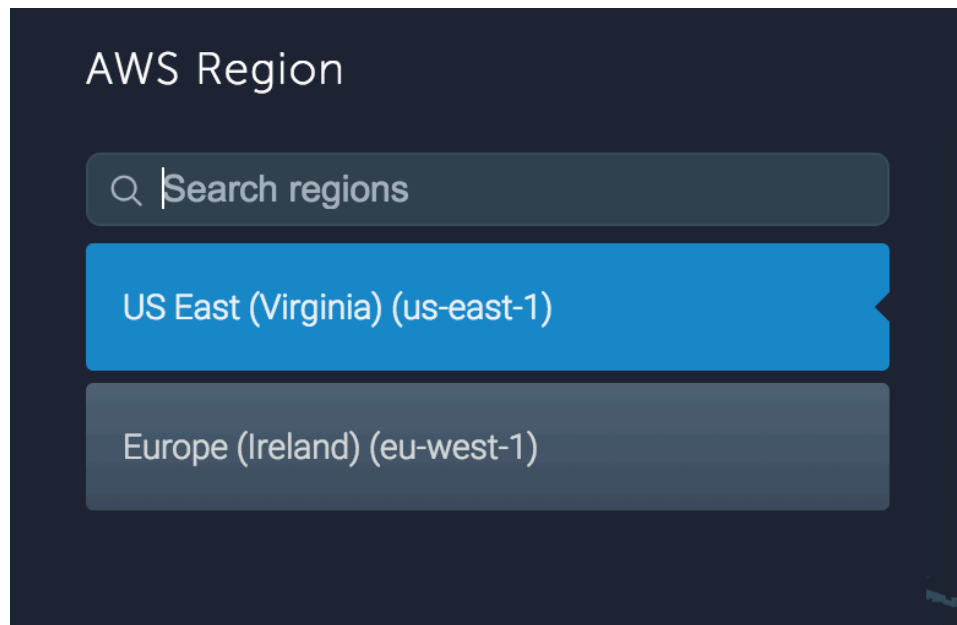 AWS Region
Search regions
US East (Virginia) (us-east-1)
Europe (Ireland) (eu-west-1)